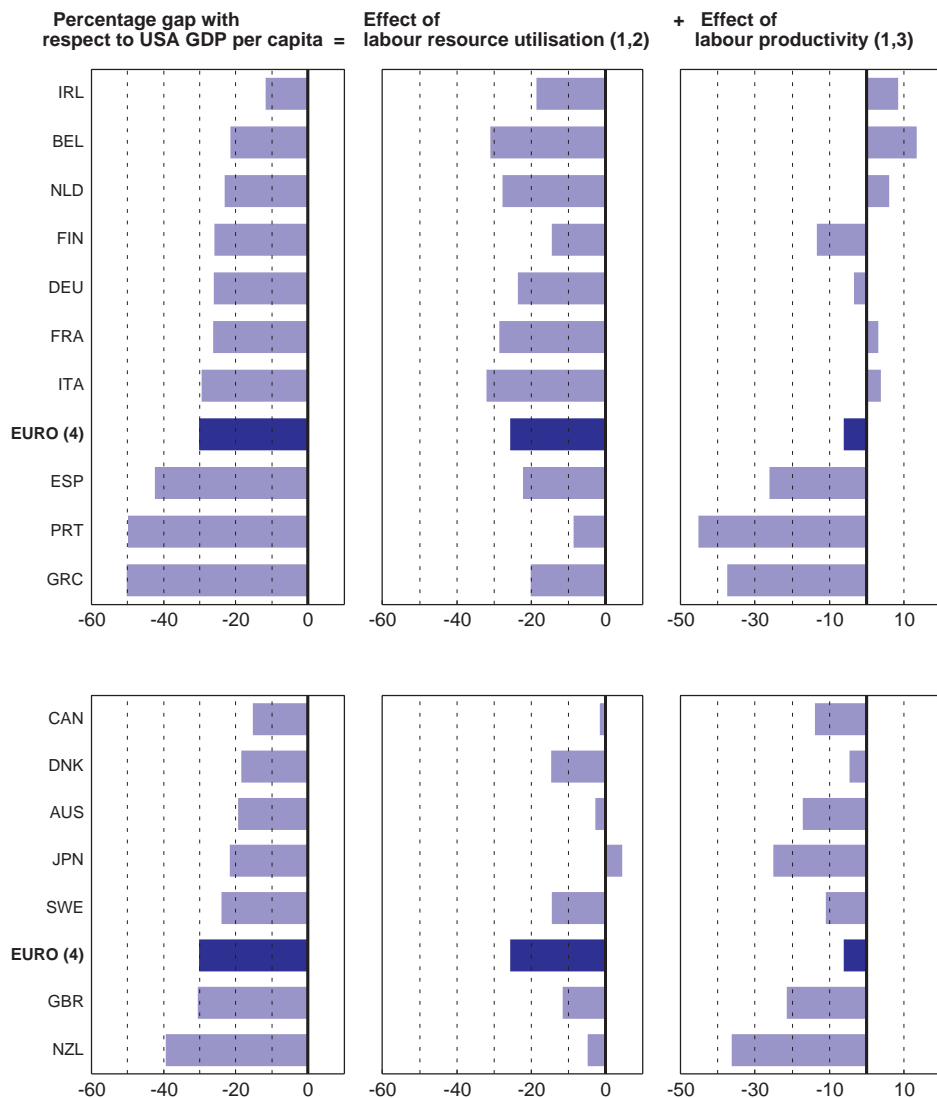 Percentage gap with
respect to USA GDP per capita =
Effect of
labour resource utilisation (1,2)
+ Effect of
labour productivity (1,3)
IRL
BEL
NLD
FIN
DEU
FRA
ITA
EURO (4)
ESP
PRT
GRC
-60 -40 -20 0
-60 -40 -20 0
-50 -30 -10 10
CAN
DNK
AUS
JPN
SWE
EURO (4)
GBR
NZL
-60 -40 -20 0
-60 -40 -20 0
-50 -30 -10 10